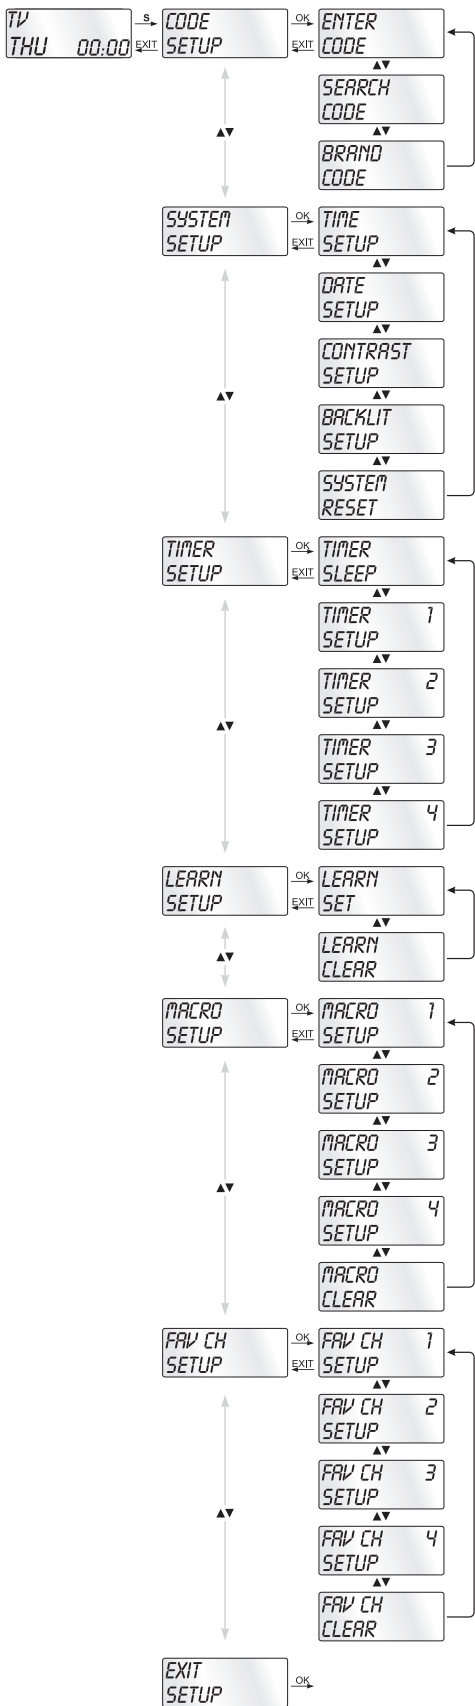 TV
THU 00:00
S
EXIT
CODE
SETUP
OK
EXIT
ENTER
CODE
▲▼
SEARCH
CODE
▲▼
BRAND
CODE
▲▼
SYSTEM
SETUP
OK
EXIT
TIME
SETUP
▲▼
DATE
SETUP
▲▼
CONTRAST
SETUP
▲▼
BACKLIT
SETUP
▲▼
SYSTEM
RESET
▲▼
TIMER
SETUP
OK
EXIT
TIMER
SLEEP
▲▼
TIMER 1
SETUP
▲▼
TIMER 2
SETUP
▲▼
TIMER 3
SETUP
▲▼
TIMER 4
SETUP
▲▼
LEARN
SETUP
OK
EXIT
LEARN
SET
▲▼
LEARN
CLEAR
▲▼
MACRO
SETUP
OK
EXIT
MACRO 1
SETUP
▲▼
MACRO 2
SETUP
▲▼
MACRO 3
SETUP
▲▼
MACRO 4
SETUP
▲▼
MACRO
CLEAR
▲▼
FAV CH
SETUP
OK
EXIT
FAV CH 1
SETUP
▲▼
FAV CH 2
SETUP
▲▼
FAV CH 3
SETUP
▲▼
FAV CH 4
SETUP
▲▼
FAV CH
CLEAR
▲▼
EXIT
SETUP
OK